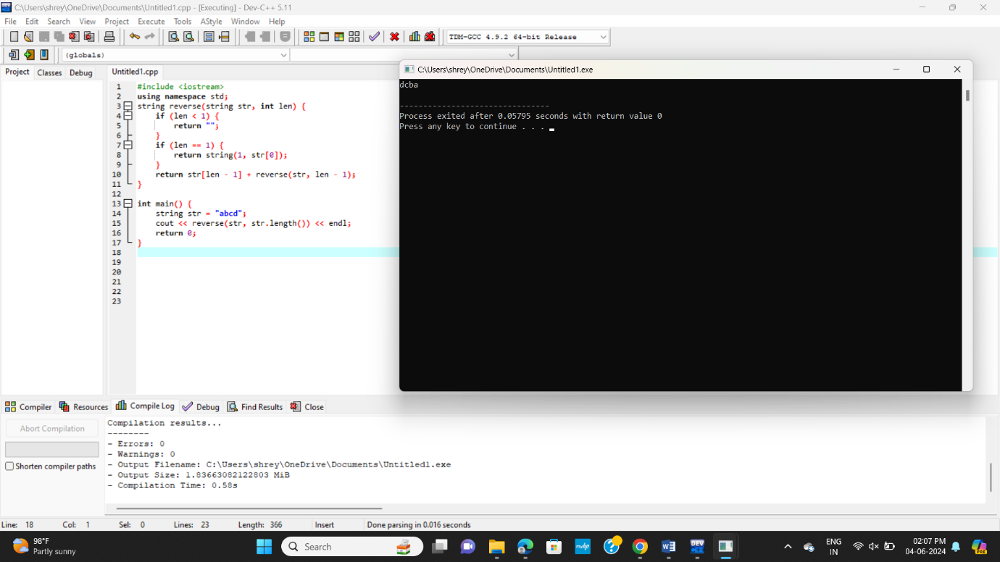 C:\Users\shrey\OneDrive\Documents\Untitled1.cpp - [Executing] - Dev-C++ 5.11
File Edit Search View Project Execute Tools AStyle Window Help
TDM-GCC 4.9.2 64-bit Release
(globals)
Project Classes Debug
Untitled1.cpp
1 #include <iostream>
2 using namespace std;
3 string reverse(string str, int len) {
4 if (len < 1) {
5 return "";
6 }
7 if (len == 1) {
8 return string(1, str[0]);
9 }
10 return str[len - 1] + reverse(str, len - 1);
11 }
12
13 int main() {
14 string str = "abcd";
15 cout << reverse(str, str.length()) << endl;
16 return 0;
17 }
18
19
20
21
22
23
C:\Users\shrey\OneDrive\Documents\Untitled1.exe
dcba
--------------------------------
Process exited after 0.05795 seconds with return value 0
Press any key to continue . . .
Compiler Resources Compile Log Debug Find Results Close
Abort Compilation
Shorten compiler paths
Compilation results...
--------
- Errors: 0
- Warnings: 0
- Output Filename: C:\Users\shrey\OneDrive\Documents\Untitled1.exe
- Output Size: 1.83663082122803 MiB
- Compilation Time: 0.58s
Line: 18 Col: 1 Sel: 0 Lines: 23 Length: 366 Insert Done parsing in 0.016 seconds
98°F
Partly sunny
Search
myhp
DEV
ENG
IN
02:07 PM
04-06-2024
PRE